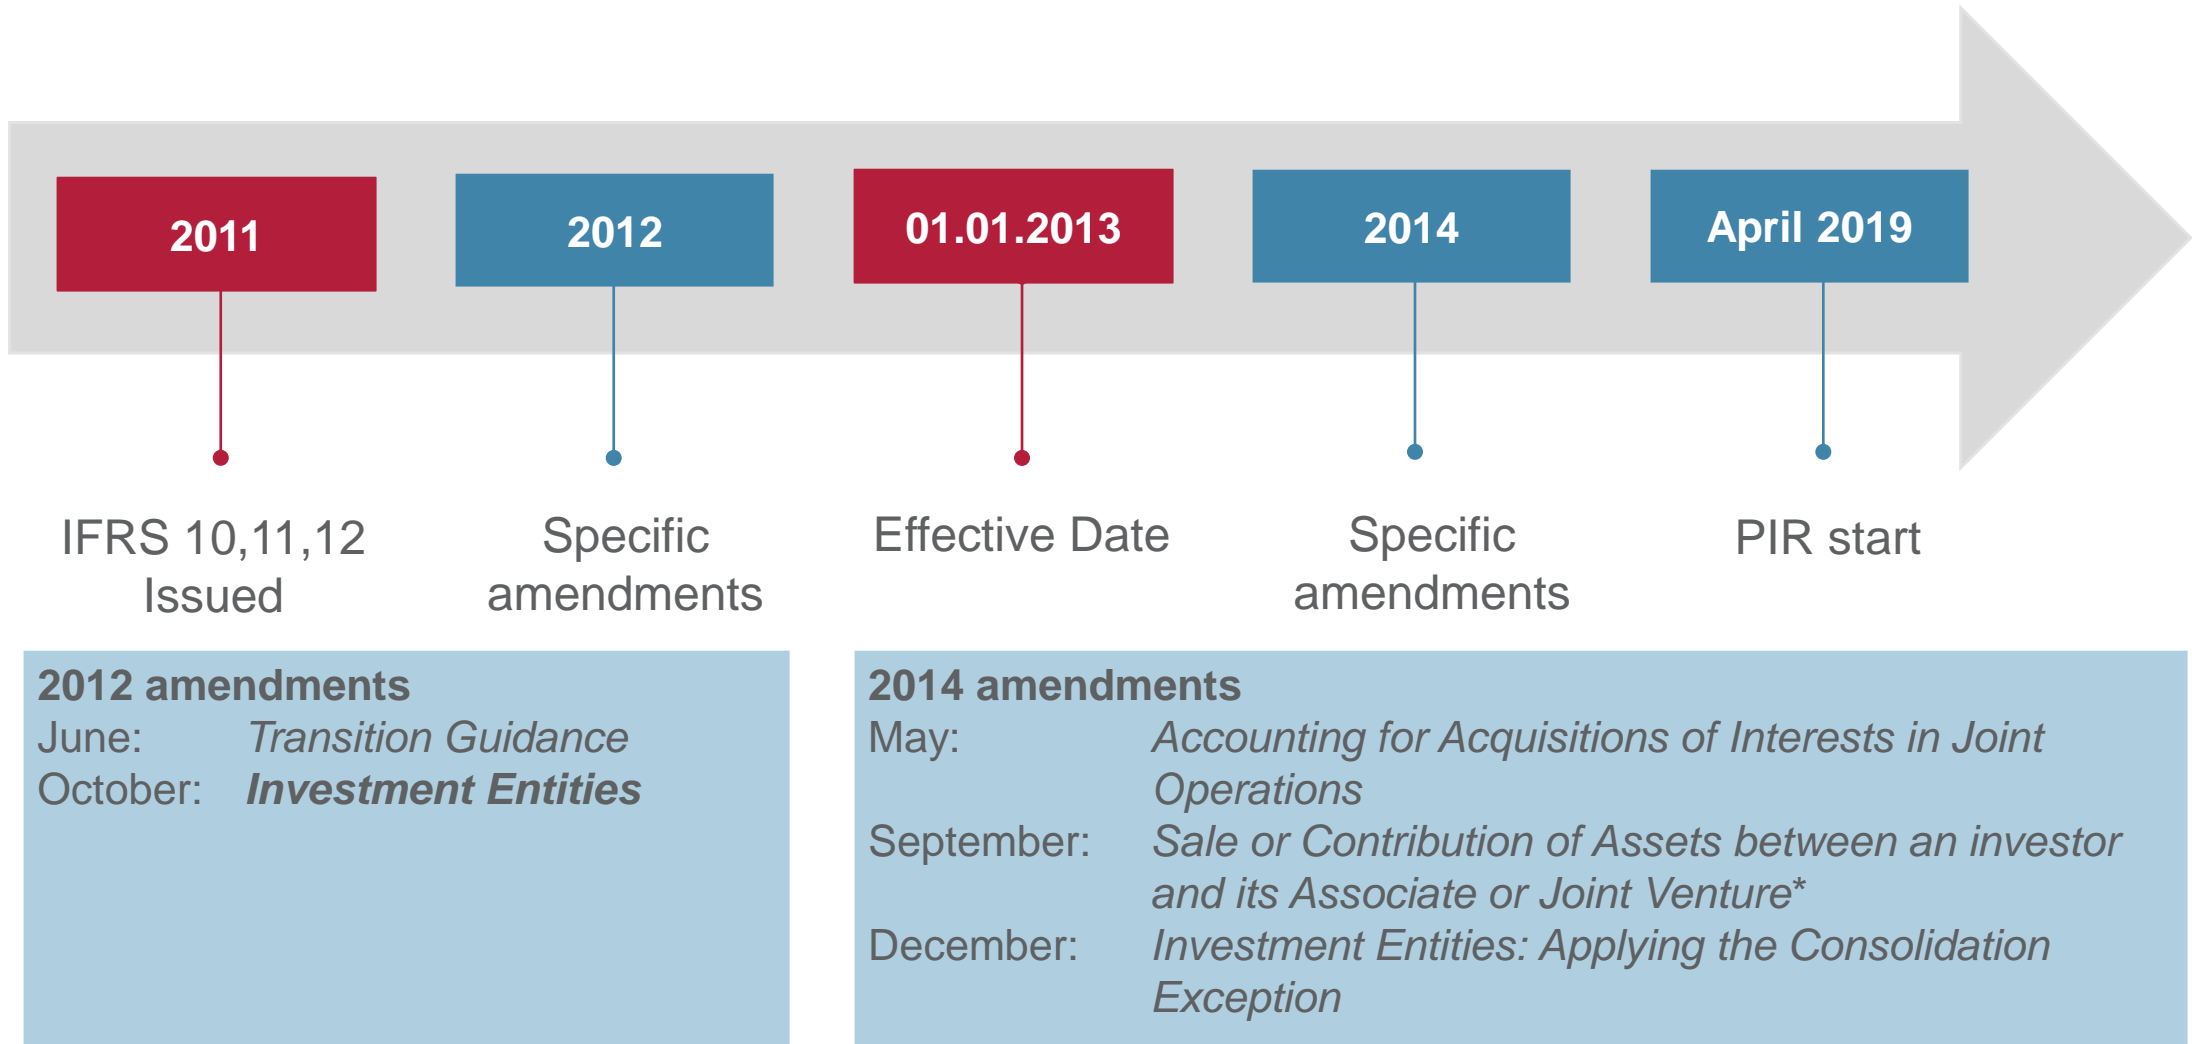 2011
2012
01.01.2013
2014
April 2019
IFRS 10,11,12
Issued
Specific
amendments
Effective Date
Specific
amendments
PIR start
2012 amendments
June: Transition Guidance
October: Investment Entities
2014 amendments
May: Accounting for Acquisitions of Interests in Joint
Operations
September: Sale or Contribution of Assets between an investor
and its Associate or Joint Venture*
December: Investment Entities: Applying the Consolidation
Exception